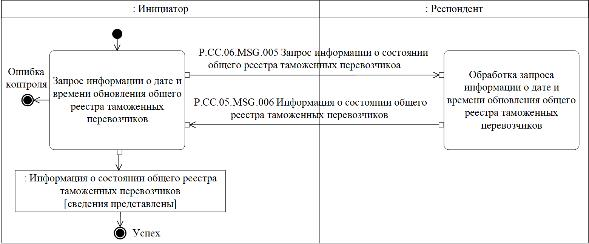 : Инициатор
: Респондент
Ошибка
контроля
Запрос информации о дате и
времени обновления общего
реестра таможенных
перевозчиков
P.CC.06.MSG.005 Запрос информации о состоянии
общего реестра таможенных перевозчиков
P.CC.05.MSG.006 Информация о состоянии общего
реестра таможенных перевозчиков
Обработка запроса
информации о дате и
времени обновления общего
реестра таможенных
перевозчиков
: Информация о состоянии общего реестра
таможенных перевозчиков
[сведения представлены]
Успех